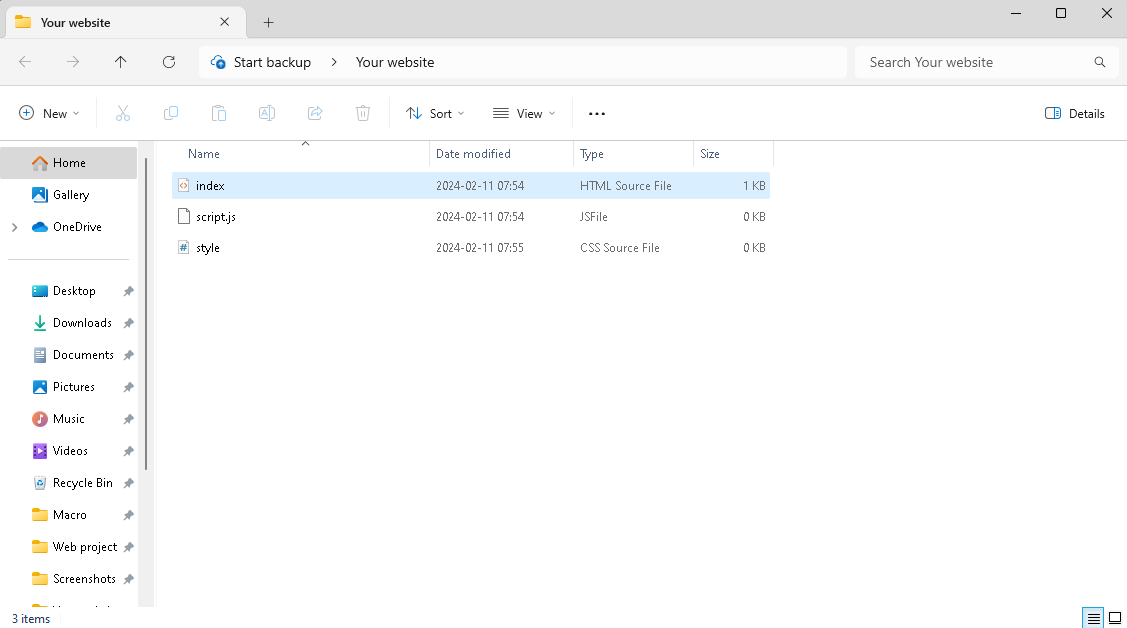 Your website
Start backup > Your website
Search Your website
New
Sort
View
Details
Name Date modified Type Size
index 2024-02-11 07:54 HTML Source File 1 KB
script.js 2024-02-11 07:54 JSFile 0 KB
style 2024-02-11 07:55 CSS Source File 0 KB
Home
Gallery
OneDrive
Desktop
Downloads
Documents
Pictures
Music
Videos
Recycle Bin
Macro
Web project
Screenshots
3 items